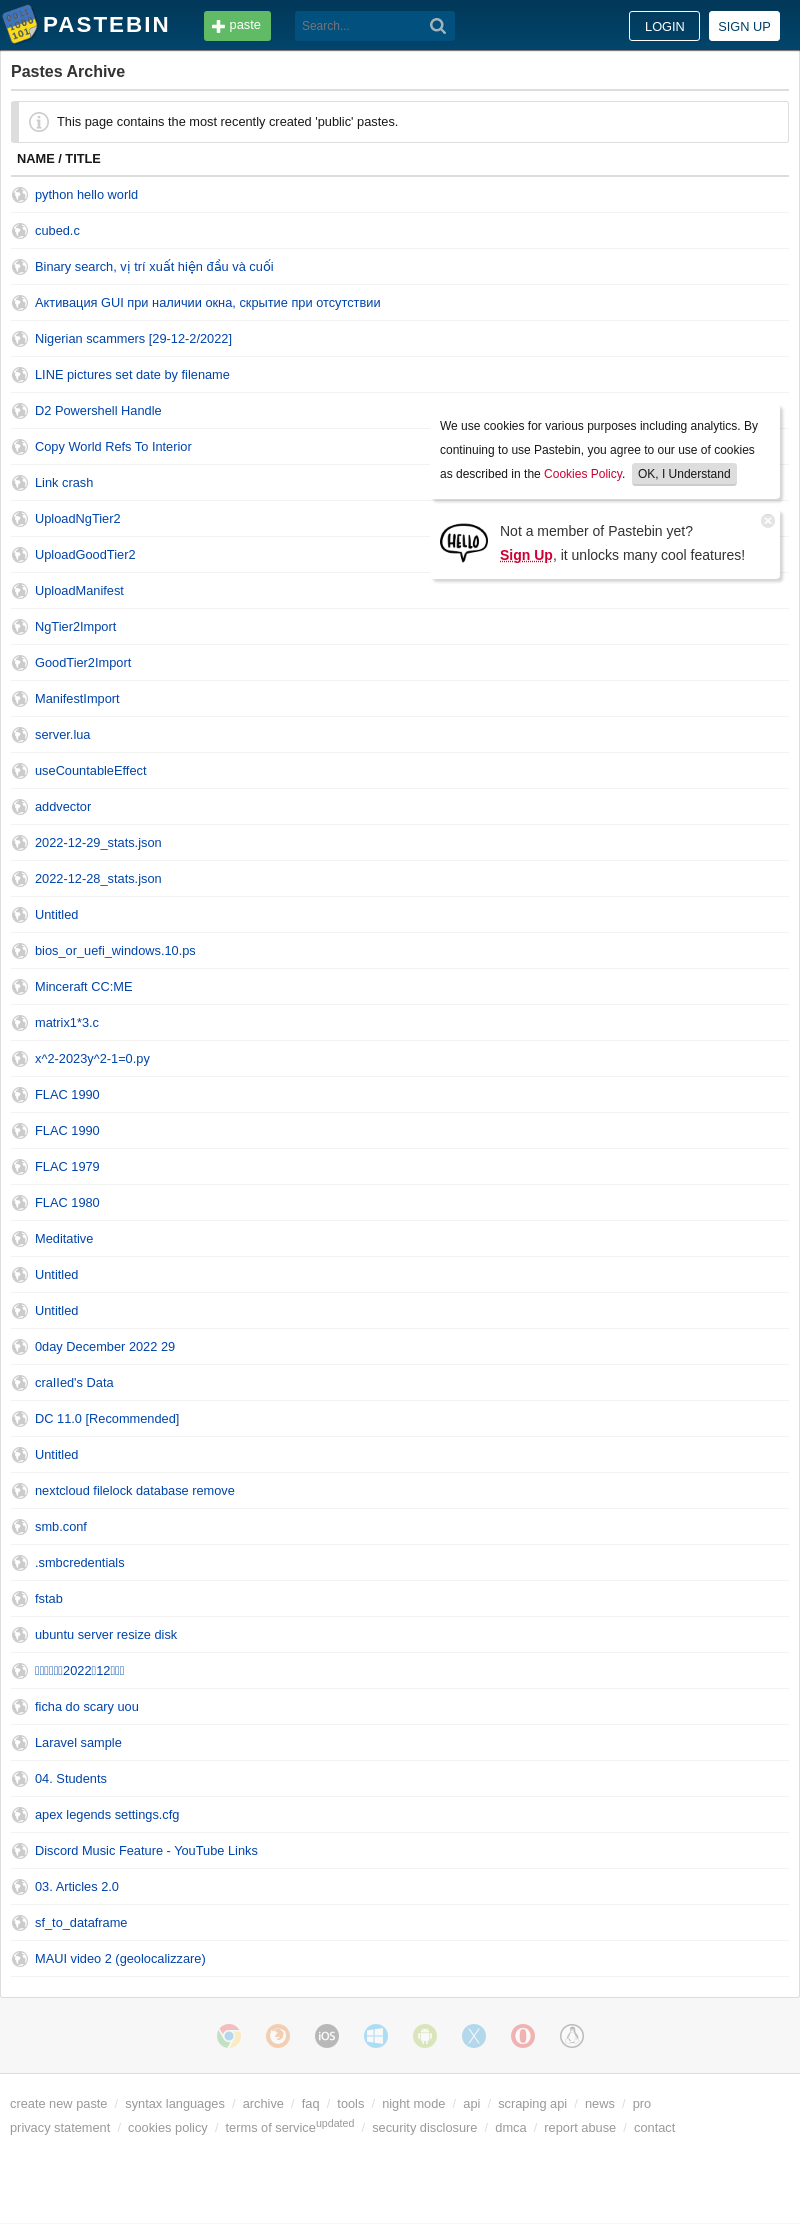 PASTEBIN paste Search... LOGIN SIGN UP
Pastes Archive
This page contains the most recently created 'public' pastes.
NAME / TITLE
python hello world
cubed.c
Binary search, vị trí xuất hiện đầu và cuối
Активация GUI при наличии окна, скрытие при отсутствии
Nigerian scammers [29-12-2/2022]
LINE pictures set date by filename
D2 Powershell Handle
Copy World Refs To Interior
Link crash
UploadNgTier2
UploadGoodTier2
UploadManifest
NgTier2Import
GoodTier2Import
ManifestImport
server.lua
useCountableEffect
addvector
2022-12-29_stats.json
2022-12-28_stats.json
Untitled
bios_or_uefi_windows.10.ps
Minceraft CC:ME
matrix1*3.c
x^2-2023y^2-1=0.py
FLAC 1990
FLAC 1990
FLAC 1979
FLAC 1980
Meditative
Untitled
Untitled
0day December 2022 29
craIIed's Data
DC 11.0 [Recommended]
Untitled
nextcloud filelock database remove
smb.conf
.smbcredentials
fstab
ubuntu server resize disk
2022 12
ficha do scary uou
Laravel sample
04. Students
apex legends settings.cfg
Discord Music Feature - YouTube Links
03. Articles 2.0
sf_to_dataframe
MAUI video 2 (geolocalizzare)
We use cookies for various purposes including analytics. By
continuing to use Pastebin, you agree to our use of cookies
as described in the Cookies Policy. OK, I Understand
HELLO
Not a member of Pastebin yet?
Sign Up, it unlocks many cool features!
iOS
create new paste / syntax languages / archive / faq / tools / night mode / api / scraping api / news / pro
privacy statement / cookies policy / terms of serviceupdated / security disclosure / dmca / report abuse / contact